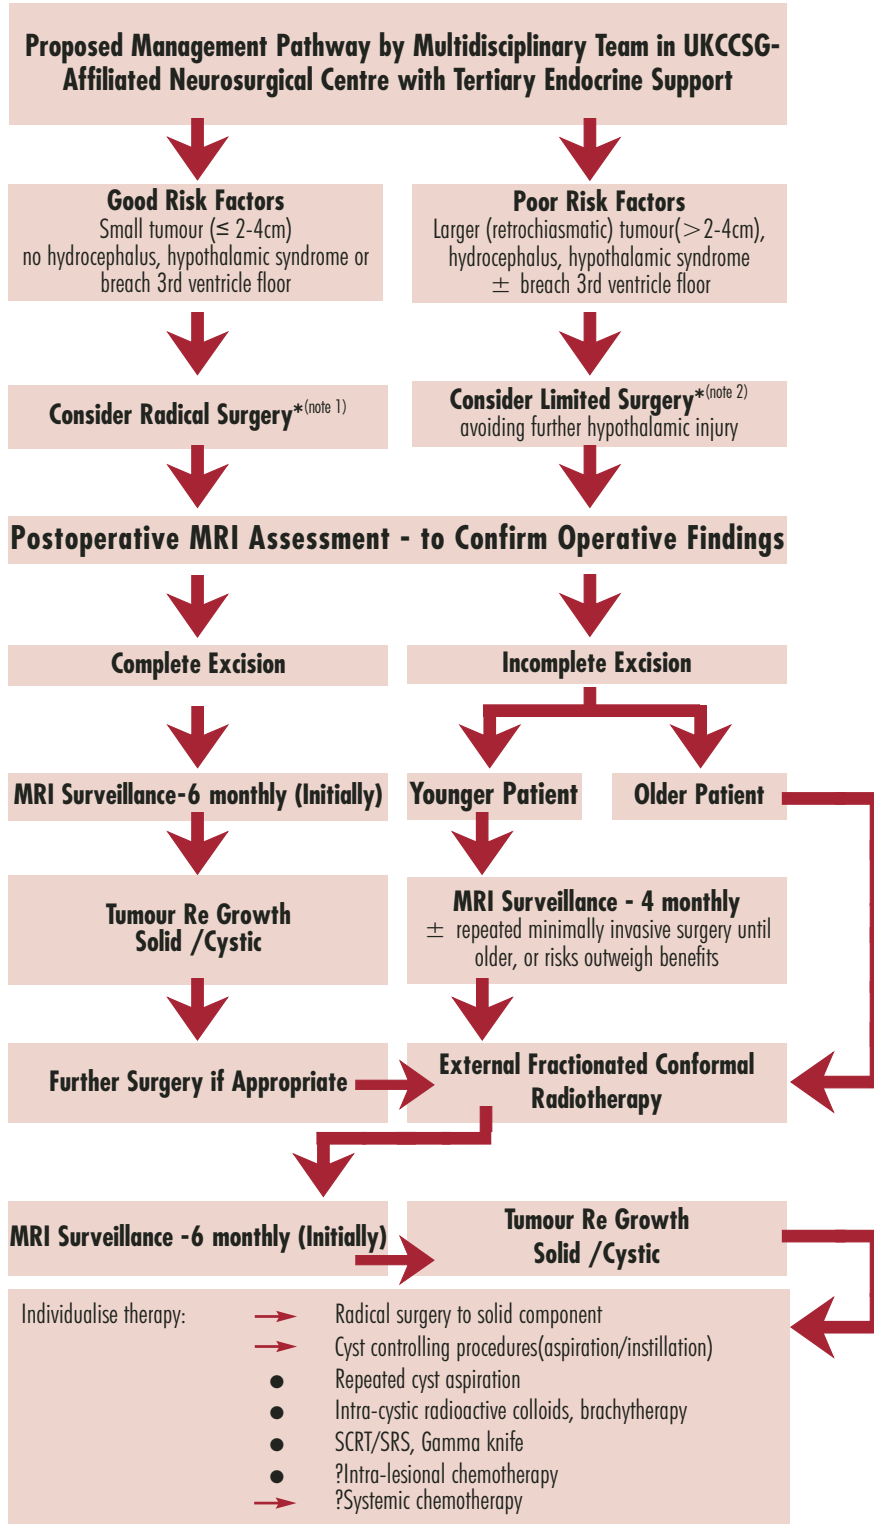 Proposed Management Pathway by Multidisciplinary Team in UKCCSG-
Affiliated Neurosurgical Centre with Tertiary Endocrine Support
Good Risk Factors
Small tumour (≤ 2-4cm)
no hydrocephalus, hypothalamic syndrome or
breach 3rd ventricle floor
Poor Risk Factors
Larger (retrochiasmatic) tumour(>2-4cm),
hydrocephalus, hypothalamic syndrome
± breach 3rd ventricle floor
Consider Radical Surgery*(note 1)
Consider Limited Surgery*(note 2)
avoiding further hypothalamic injury
Postoperative MRI Assessment - to Confirm Operative Findings
Complete Excision
Incomplete Excision
MRI Surveillance-6 monthly (Initially)
Younger Patient
Older Patient
Tumour Re Growth
Solid /Cystic
MRI Surveillance - 4 monthly
± repeated minimally invasive surgery until
older, or risks outweigh benefits
Further Surgery if Appropriate
External Fractionated Conformal
Radiotherapy
MRI Surveillance -6 monthly (Initially)
Tumour Re Growth
Solid /Cystic
Individualise therapy:
→ Radical surgery to solid component
→ Cyst controlling procedures(aspiration/instillation)
● Repeated cyst aspiration
● Intra-cystic radioactive colloids, brachytherapy
● SCRT/SRS, Gamma knife
● ?Intra-lesional chemotherapy
→ ?Systemic chemotherapy